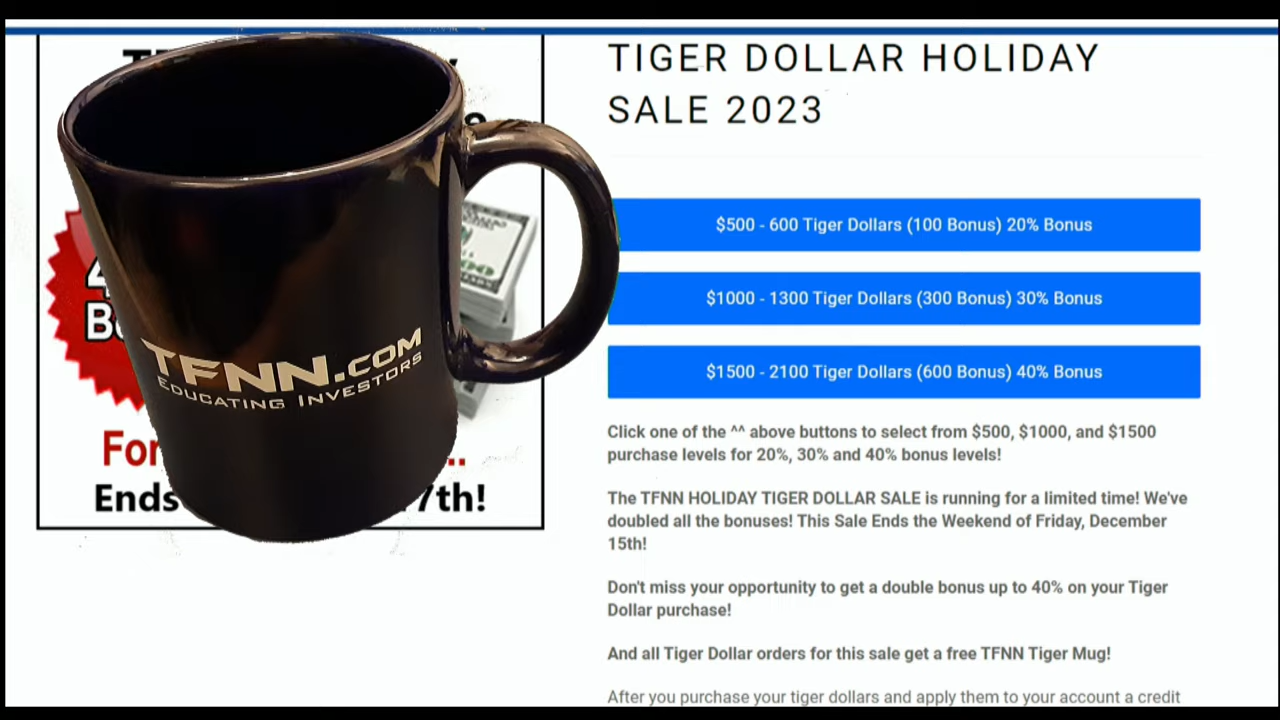 TIGER DOLLAR HOLIDAY
SALE 2023
$500 - 600 Tiger Dollars (100 Bonus) 20% Bonus
$1000 - 1300 Tiger Dollars (300 Bonus) 30% Bonus
$1500 - 2100 Tiger Dollars (600 Bonus) 40% Bonus
Click one of the ^^ above buttons to select from $500, $1000, and $1500
purchase levels for 20%, 30% and 40% bonus levels!
The TFNN HOLIDAY TIGER DOLLAR SALE is running for a limited time! We've
doubled all the bonuses! This Sale Ends the Weekend of Friday, December
15th!
Don't miss your opportunity to get a double bonus up to 40% on your Tiger
Dollar purchase!
And all Tiger Dollar orders for this sale get a free TFNN Tiger Mug!
After you purchase your tiger dollars and apply them to your account a credit
TFNN.COM
EDUCATING INVESTORS
For
Ends 7th!